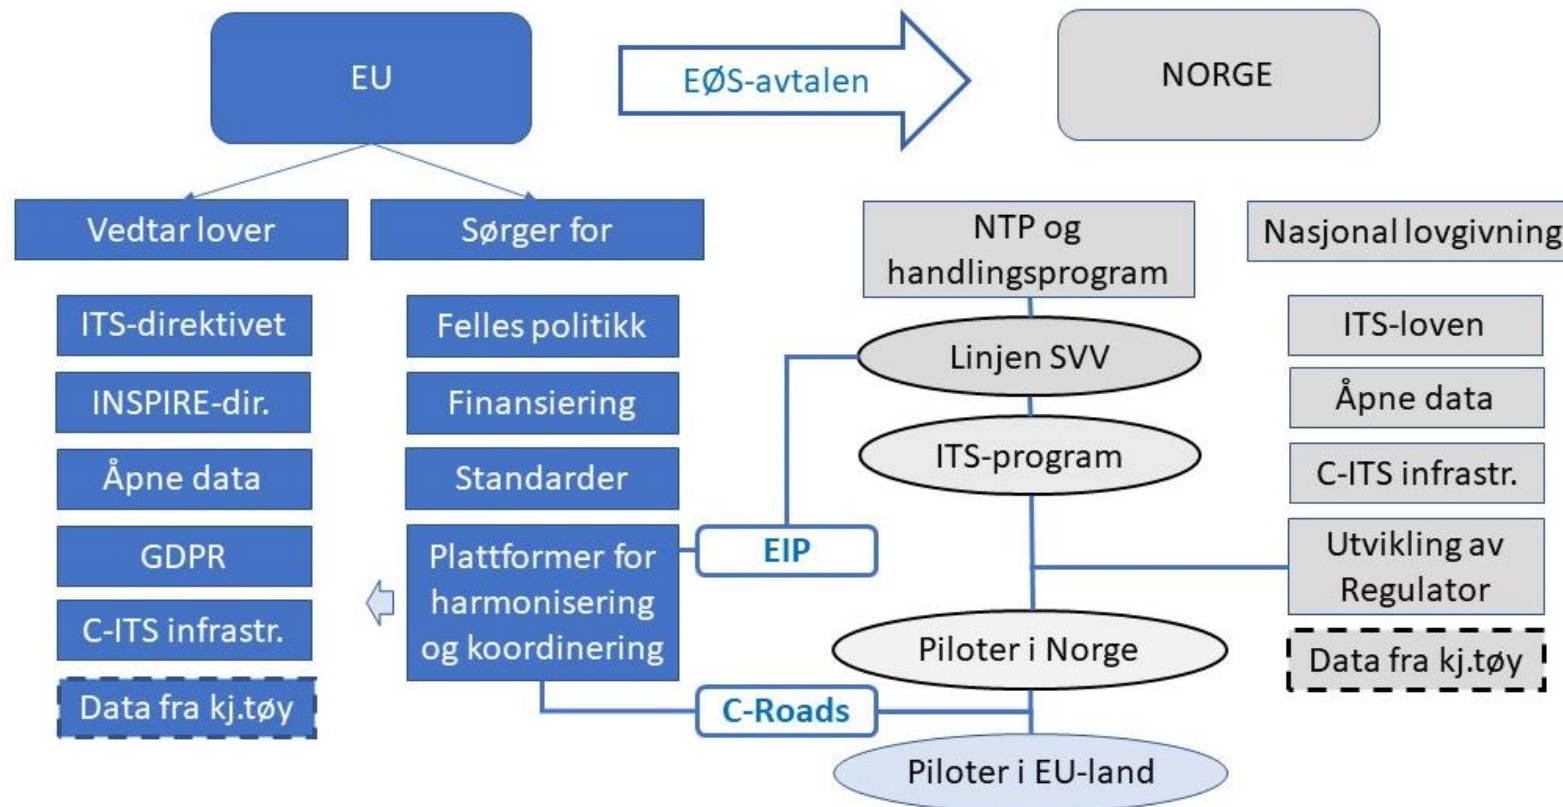 EU
EØS-avtalen
NORGE
Vedtar lover
Sørger for
NTP og
handlingsprogram
Nasjonal lovgivning
ITS-direktivet
INSPIRE-dir.
Åpne data
GDPR
C-ITS infrastr.
Data fra kj.tøy
Felles politikk
Finansiering
Standarder
Plattformer for
harmonisering
og koordinering
EIP
C-Roads
Linjen SVV
ITS-program
Piloter i Norge
Piloter i EU-land
ITS-loven
Åpne data
C-ITS infrastr.
Utvikling av
Regulator
Data fra kj.tøy